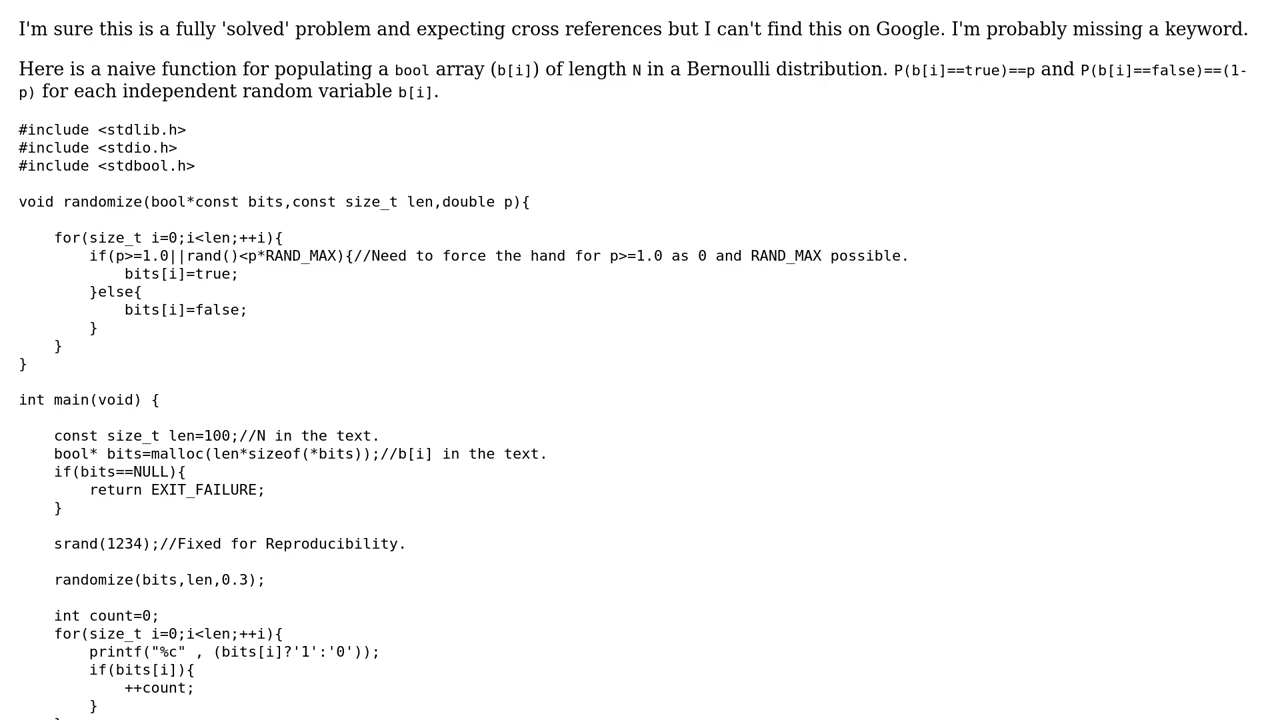 I'm sure this is a fully 'solved' problem and expecting cross references but I can't find this on Google. I'm probably missing a keyword.
Here is a naive function for populating a bool array (b[i]) of length N in a Bernoulli distribution. P(b[i]==true)==p and P(b[i]==false)==(1-
p) for each independent random variable b[i].
#include <stdlib.h>
#include <stdio.h>
#include <stdbool.h>
void randomize(bool*const bits,const size_t len,double p){
for(size_t i=0;i<len;++i){
if(p>=1.0||rand()<p*RAND_MAX){//Need to force the hand for p>=1.0 as 0 and RAND_MAX possible.
bits[i]=true;
}else{
bits[i]=false;
}
}
}
int main(void) {
const size_t len=100;//N in the text.
bool* bits=malloc(len*sizeof(*bits));//b[i] in the text.
if(bits==NULL){
return EXIT_FAILURE;
}
srand(1234);//Fixed for Reproducibility.
randomize(bits,len,0.3);
int count=0;
for(size_t i=0;i<len;++i){
printf("%c" , (bits[i]?'1':'0'));
if(bits[i]){
++count;
}